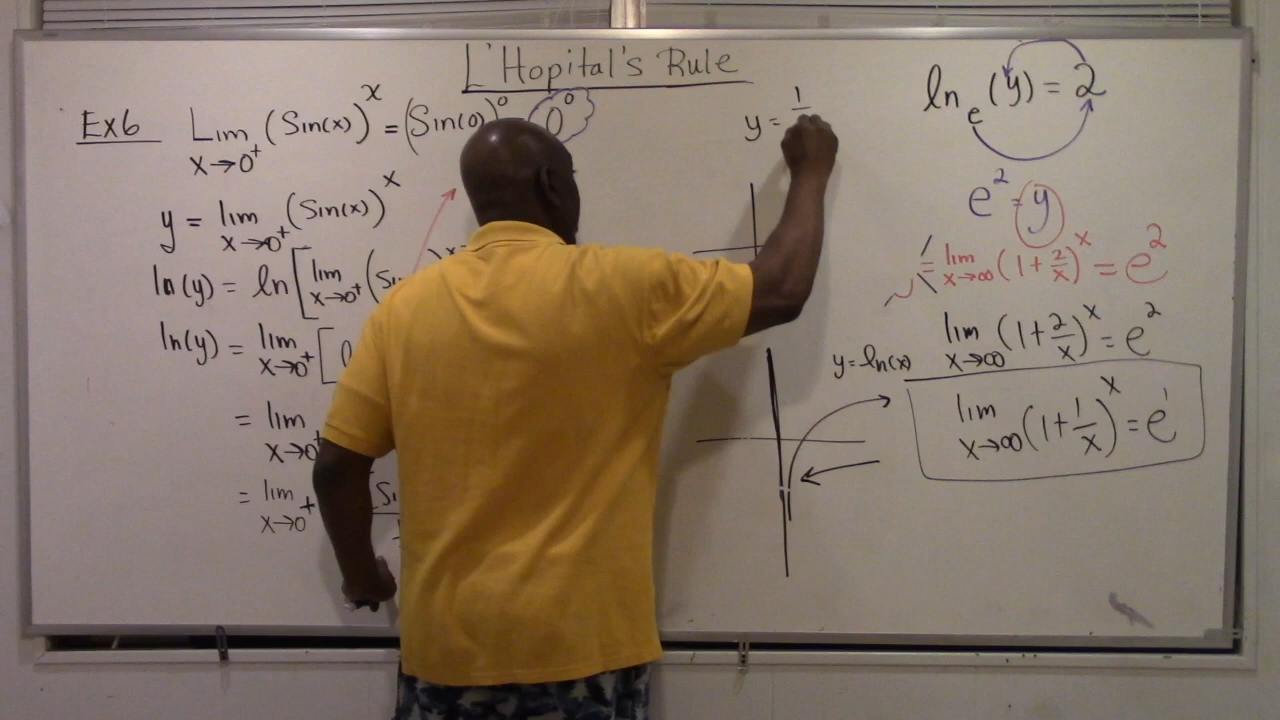 L'Hopital's Rule
Ex6 Lim x→0⁺ (Sin(x))^x = (Sin(0))^0 0^0
y = lim x→0⁺ (Sin(x))^x
ln(y) = ln[lim x→0⁺ (Si
ln(y) = lim x→0⁺ [
= lim x→0
= lim x→0⁺
y = 1
ln_e(y) = 2
e^2 = y
= lim x→∞ (1+2/x)^x = e^2
lim x→∞ (1+2/x)^x = e^2
y=ln(x)
lim x→∞ (1+1/x)^x = e^1